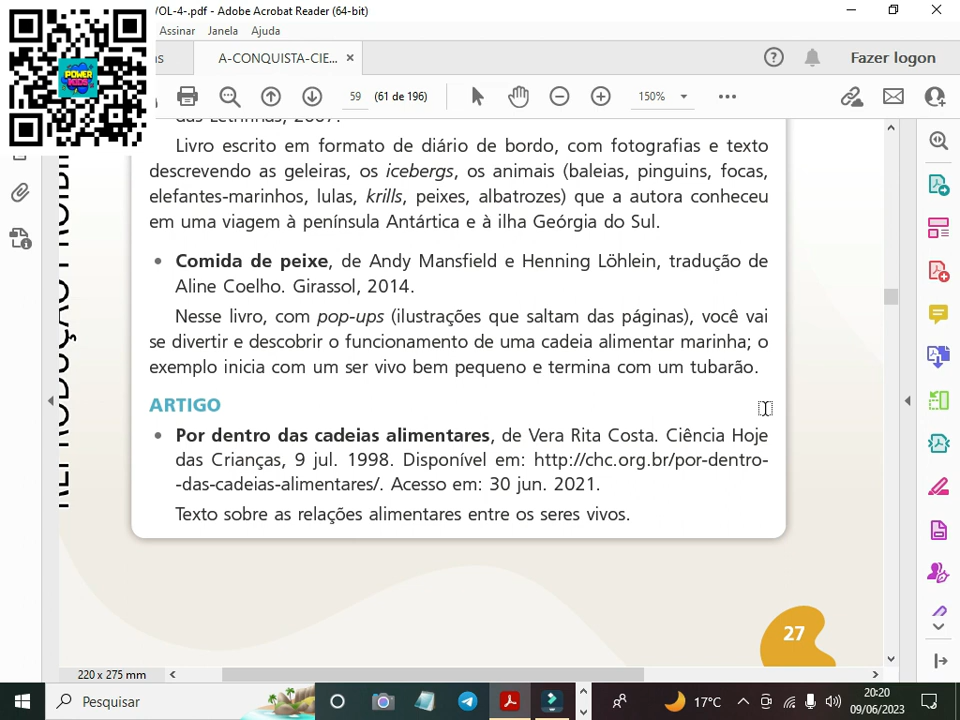 VOL-4-.pdf - Adobe Acrobat Reader (64-bit)
Assinar Janela Ajuda
A-CONQUISTA-CIE... × Fazer logon
59 (61 de 196) 150%
POWER KIDS
das Letrinhas, 2007.
Livro escrito em formato de diário de bordo, com fotografias e texto
descrevendo as geleiras, os icebergs, os animais (baleias, pinguins, focas,
elefantes-marinhos, lulas, krills, peixes, albatrozes) que a autora conheceu
em uma viagem à península Antártica e à ilha Geórgia do Sul.
• Comida de peixe, de Andy Mansfield e Henning Löhlein, tradução de
Aline Coelho. Girassol, 2014.
Nesse livro, com pop-ups (ilustrações que saltam das páginas), você vai
se divertir e descobrir o funcionamento de uma cadeia alimentar marinha; o
exemplo inicia com um ser vivo bem pequeno e termina com um tubarão.
ARTIGO
• Por dentro das cadeias alimentares, de Vera Rita Costa. Ciência Hoje
das Crianças, 9 jul. 1998. Disponível em: http://chc.org.br/por-dentro-
-das-cadeias-alimentares/. Acesso em: 30 jun. 2021.
Texto sobre as relações alimentares entre os seres vivos.
27
220 x 275 mm
Pesquisar
17°C
20:20
09/06/2023